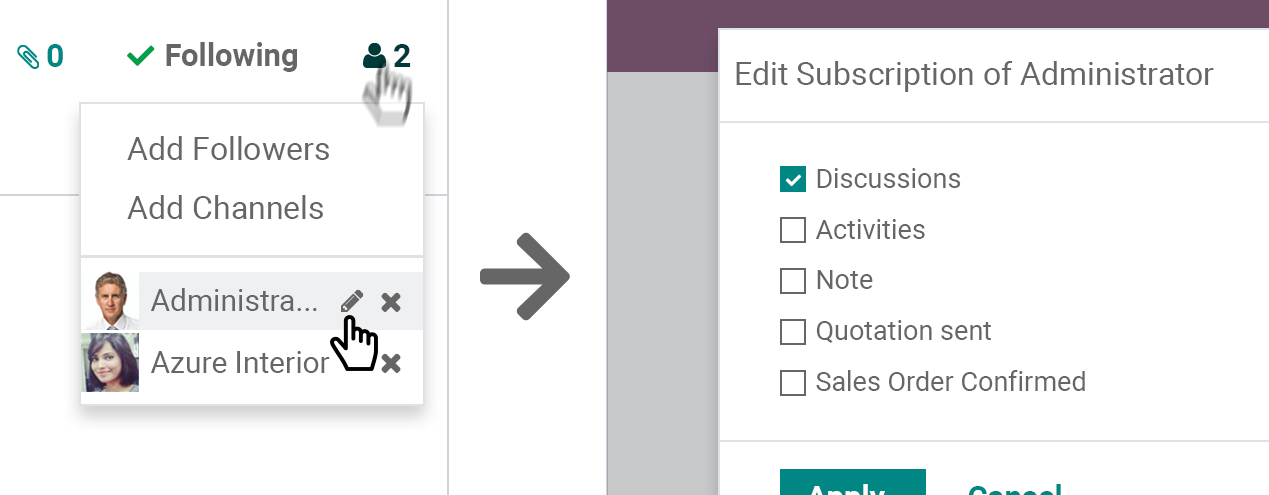 0 Following 2
Add Followers
Add Channels
Administra...
Azure Interior
Edit Subscription of Administrator
Discussions
Activities
Note
Quotation sent
Sales Order Confirmed
Apply Cancel